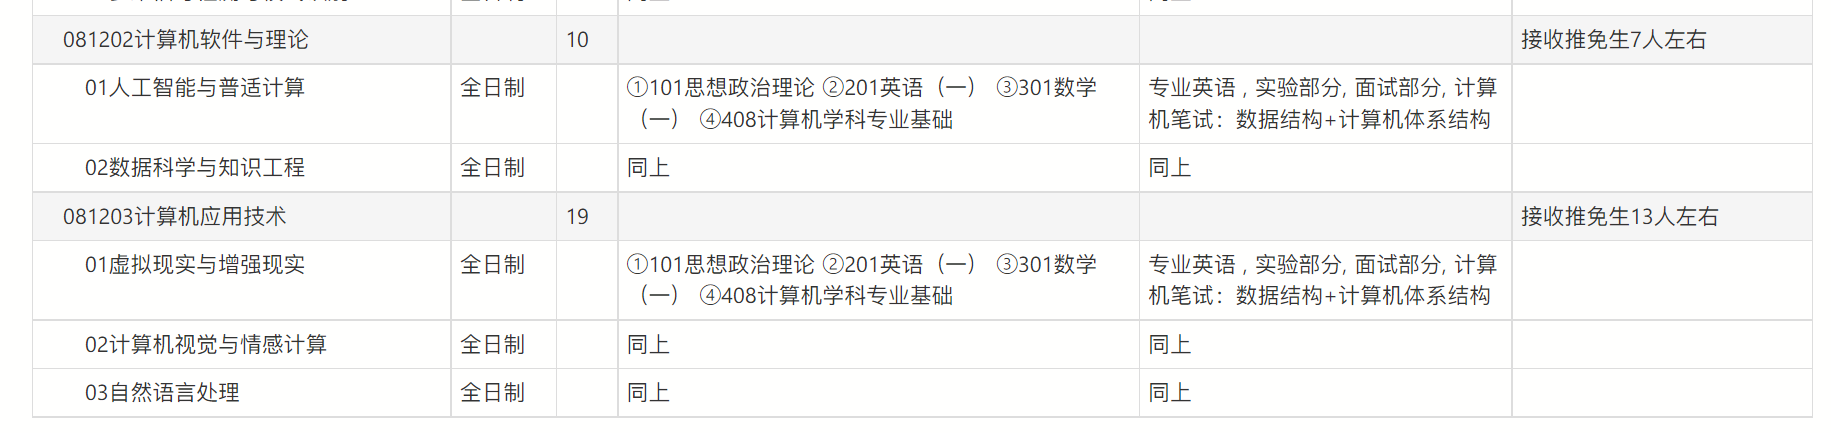 全日制
同上
同上
081202计算机软件与理论 10 接收推免生7人左右
01人工智能与普适计算 全日制 ①101思想政治理论 ②201英语（一） ③301数学 专业英语 , 实验部分, 面试部分, 计算
（一） ④408计算机学科专业基础 机笔试：数据结构+计算机体系结构
02数据科学与知识工程 全日制 同上 同上
081203计算机应用技术 19 接收推免生13人左右
01虚拟现实与增强现实 全日制 ①101思想政治理论 ②201英语（一） ③301数学 专业英语 , 实验部分, 面试部分, 计算
（一） ④408计算机学科专业基础 机笔试：数据结构+计算机体系结构
02计算机视觉与情感计算 全日制 同上 同上
03自然语言处理 全日制 同上 同上